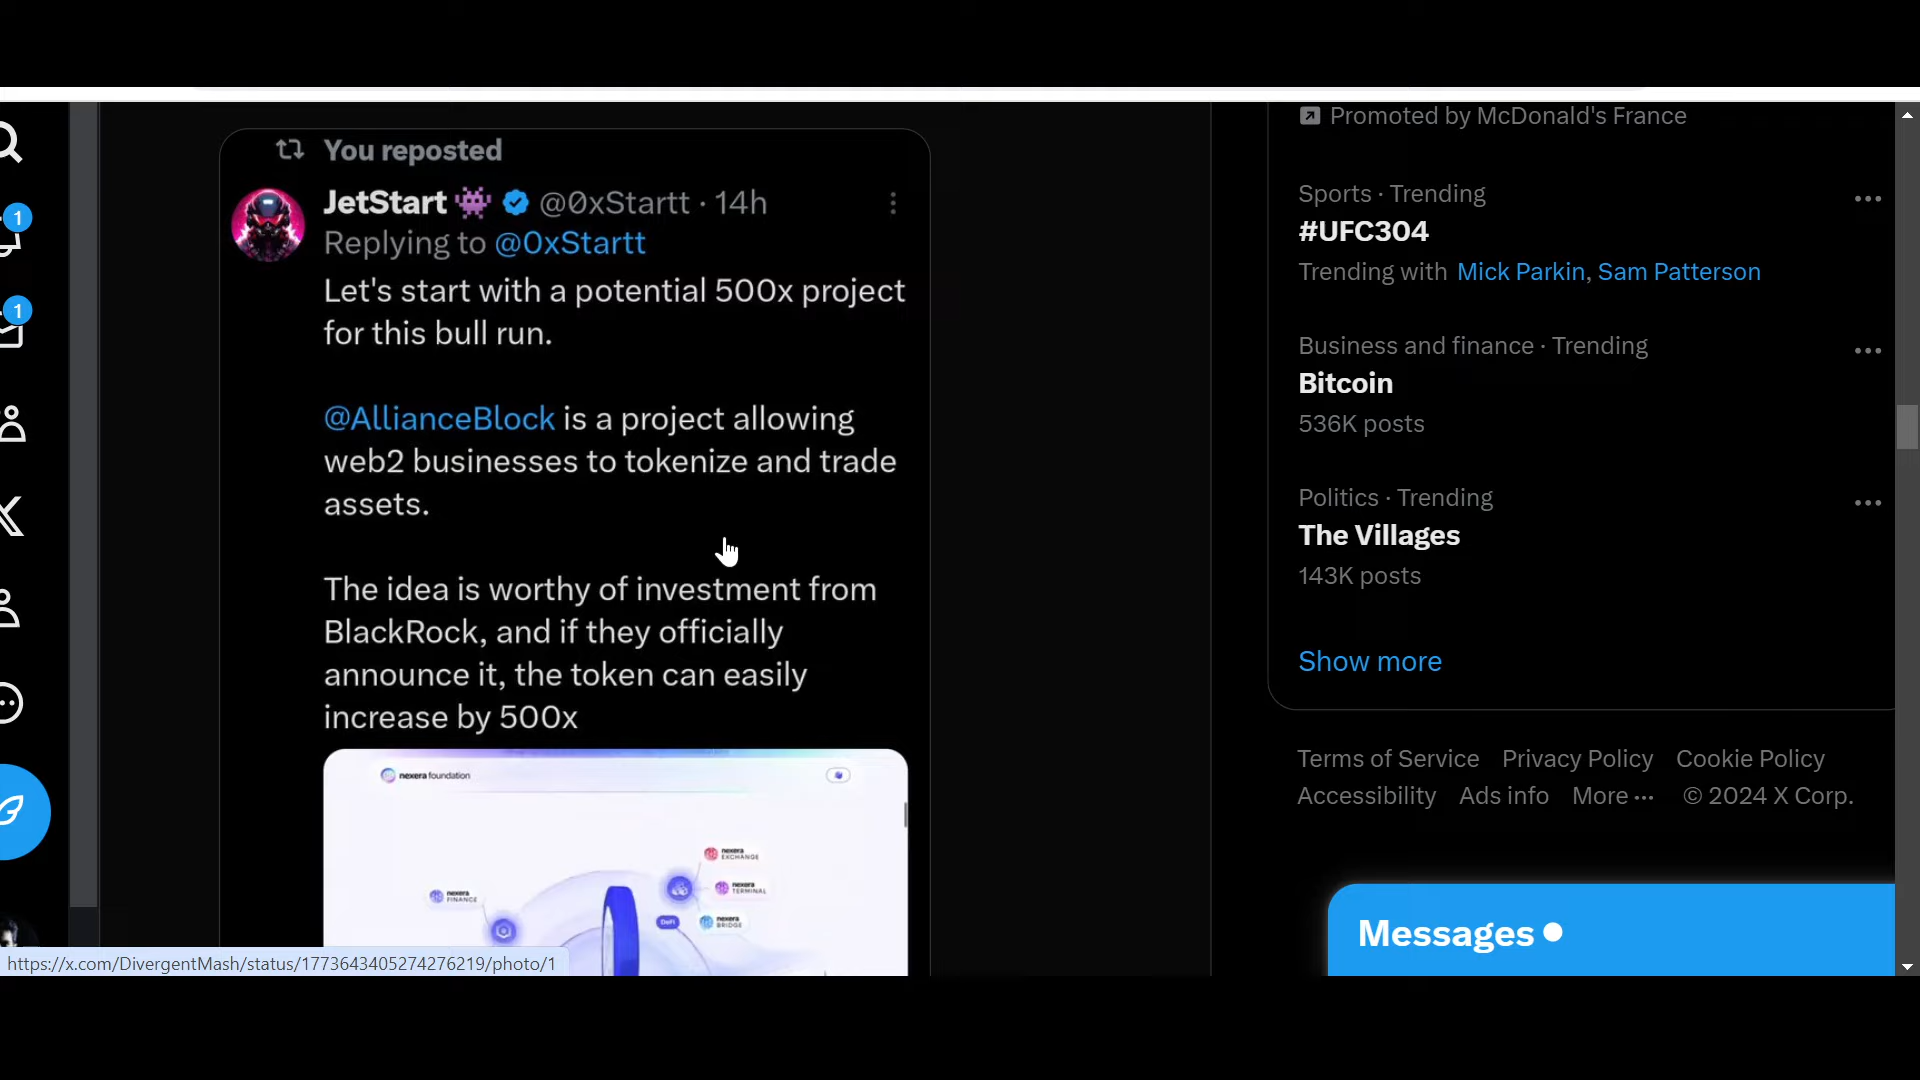 You reposted
JetStart @0xStartt · 14h
Replying to @0xStartt
Let's start with a potential 500x project
for this bull run.
@AllianceBlock is a project allowing
web2 businesses to tokenize and trade
assets.
The idea is worthy of investment from
BlackRock, and if they officially
announce it, the token can easily
increase by 500x
nexera foundation
nexera
EXCHANGE
nexera
FINANCE
nexera
TERMINAL
DeFi
nexera
BRIDGE
1
1
https://x.com/DivergentMash/status/1773643405274276219/photo/1
Promoted by McDonald's France
Sports · Trending
#UFC304
Trending with Mick Parkin, Sam Patterson
Business and finance · Trending
Bitcoin
536K posts
Politics · Trending
The Villages
143K posts
Show more
Terms of Service Privacy Policy Cookie Policy
Accessibility Ads info More ··· © 2024 X Corp.
Messages